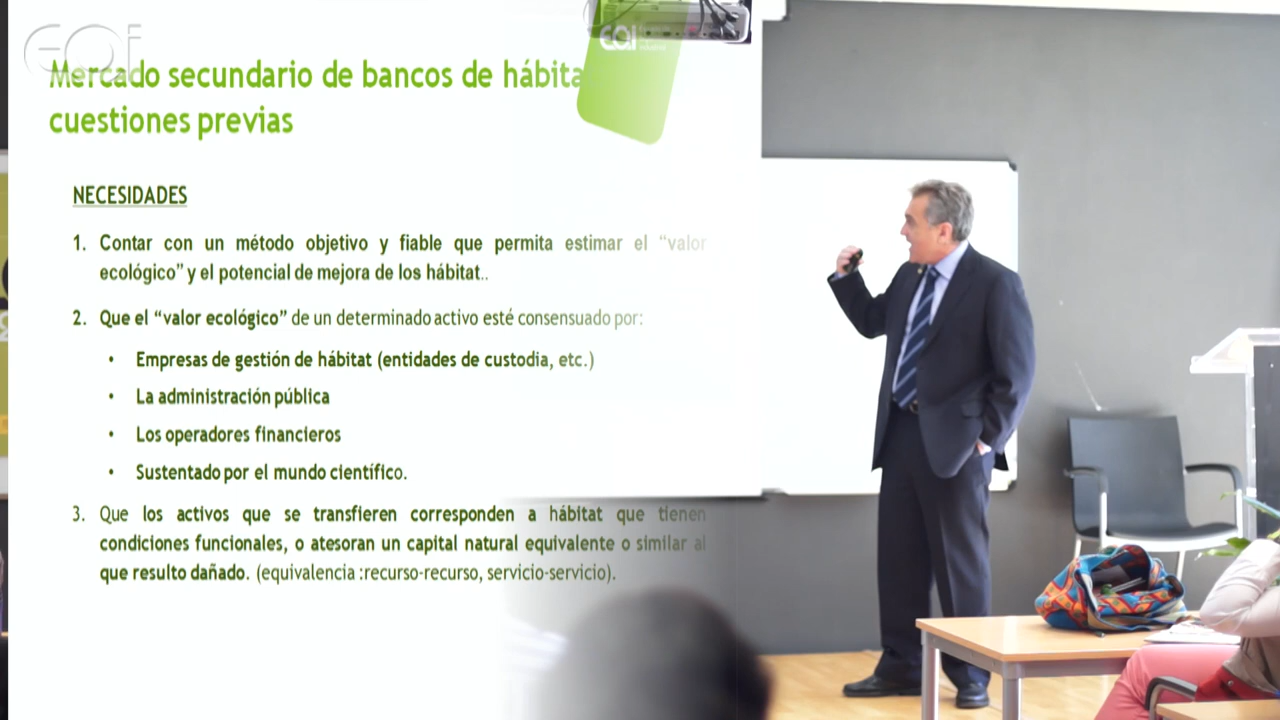 eoi
Mercado secundario de bancos de hábita
cuestiones previas
eoi
NECESIDADES
1. Contar con un método objetivo y fiable que permita estimar el “valor
ecológico” y el potencial de mejora de los hábitat..
2. Que el “valor ecológico” de un determinado activo esté consensuado por:
• Empresas de gestión de hábitat (entidades de custodia, etc.)
• La administración pública
• Los operadores financieros
• Sustentado por el mundo científico.
3. Que los activos que se transfieren corresponden a hábitat que tienen
condiciones funcionales, o atesoran un capital natural equivalente o similar al
que resulto dañado. (equivalencia :recurso-recurso, servicio-servicio).